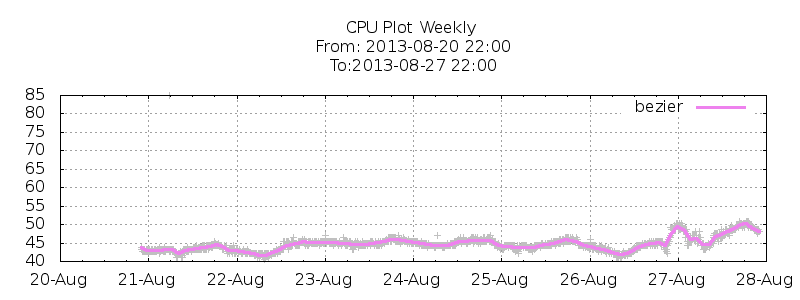 CPU Plot Weekly
From: 2013-08-20 22:00
To:2013-08-27 22:00
bezier
85
80
75
70
65
60
55
50
45
40
20-Aug 21-Aug 22-Aug 23-Aug 24-Aug 25-Aug 26-Aug 27-Aug 28-Aug